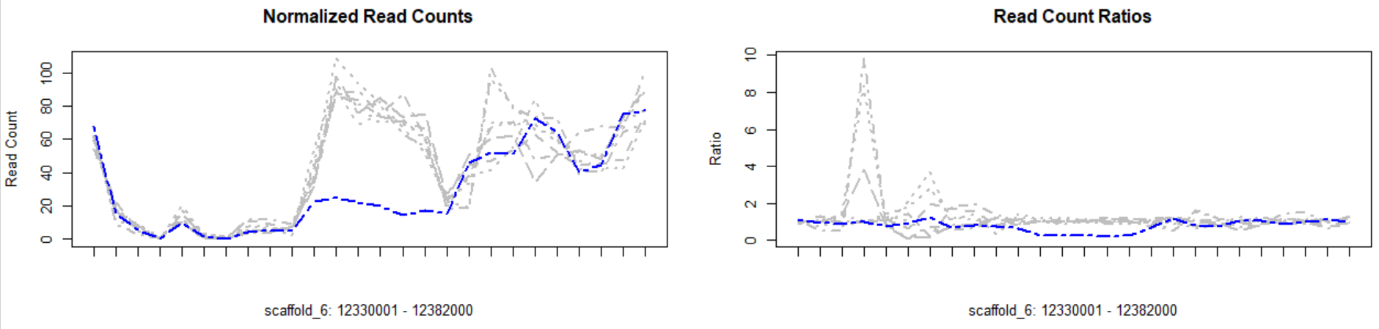 Normalized Read Counts
Read Count
0
20
40
60
80
100
scaffold_6: 12330001 - 12382000
Read Count Ratios
Ratio
0
2
4
6
8
10
scaffold_6: 12330001 - 12382000